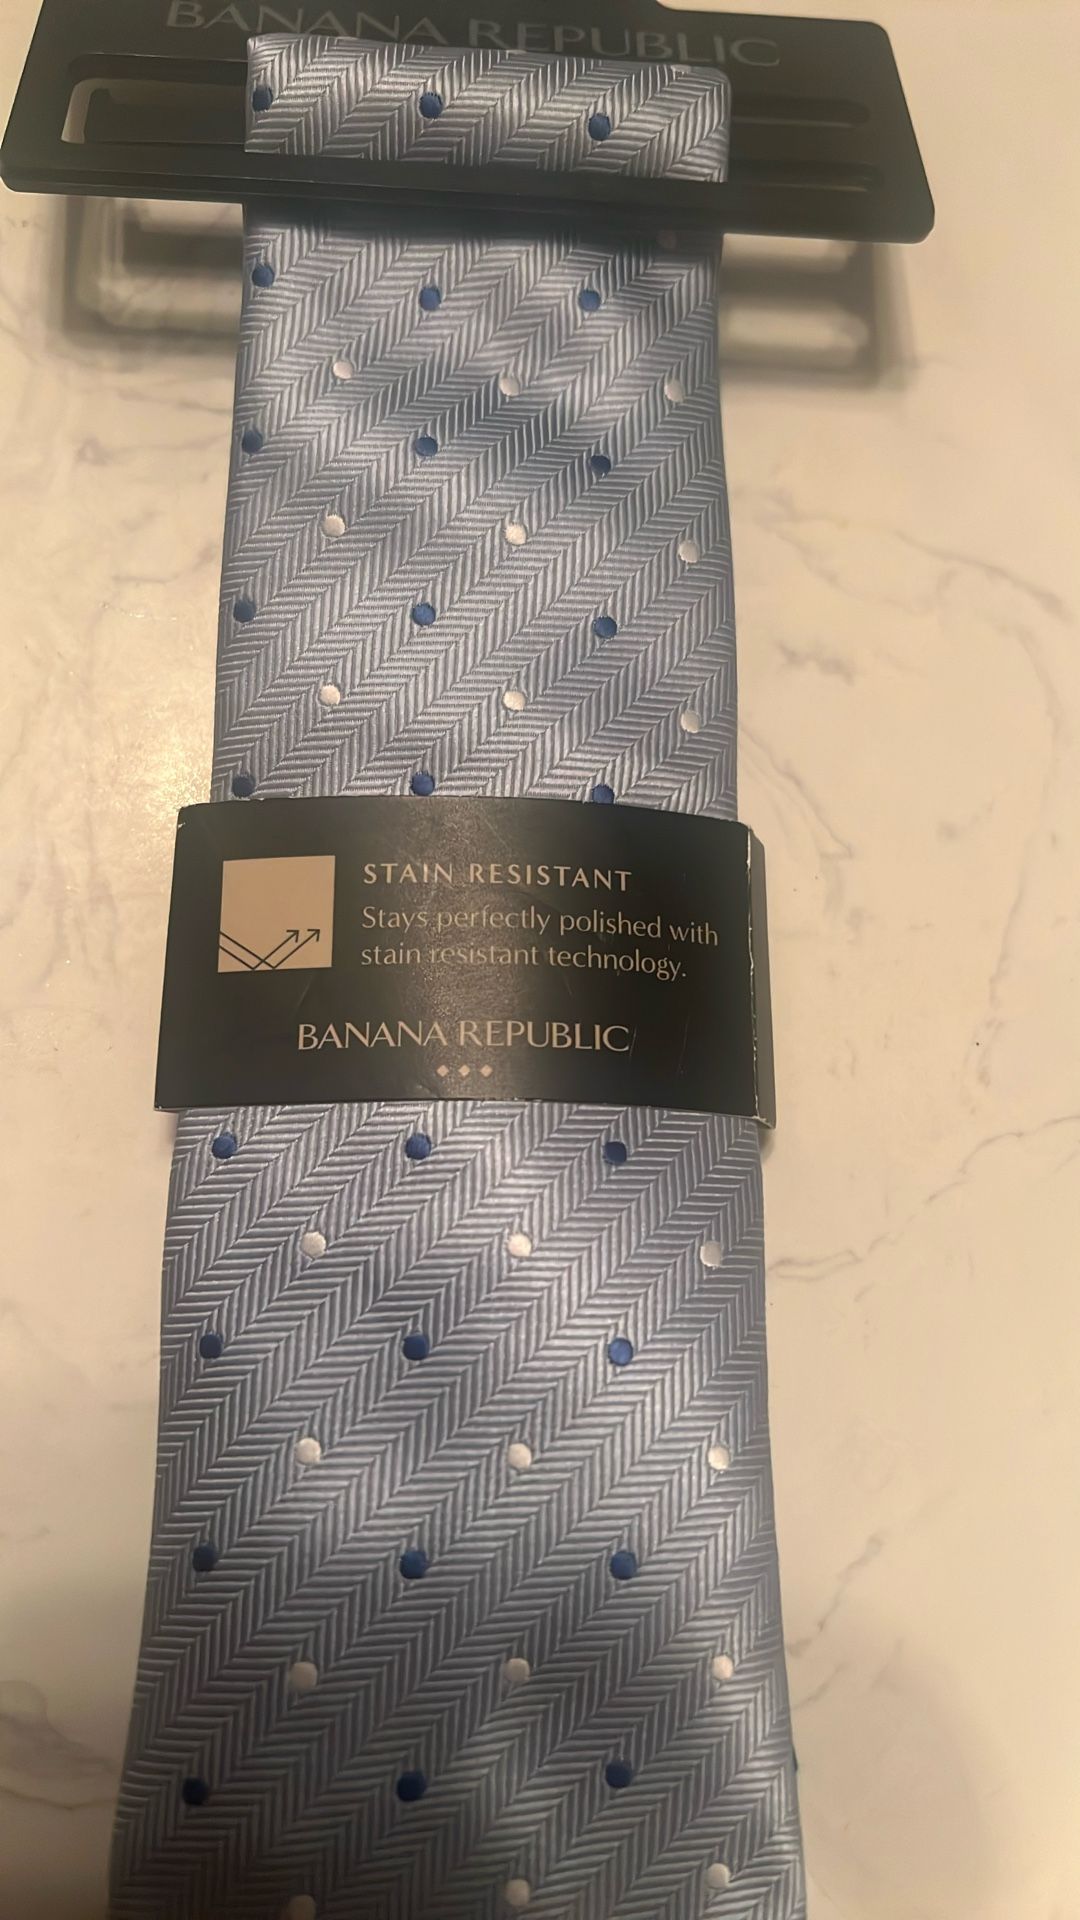 BANANA REPUBLIC
STAIN RESISTANT
Stays perfectly polished with
stain resistant technology.
BANANA REPUBLIC